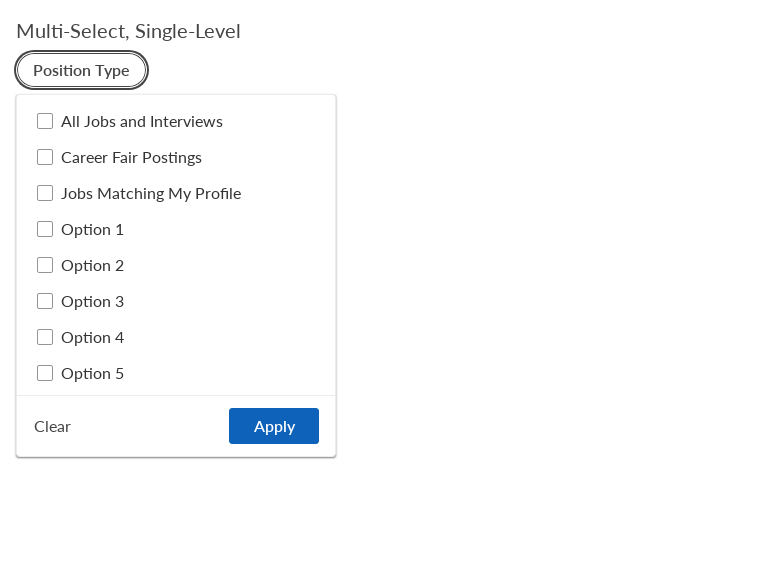 Multi-Select, Single-Level
Position Type
All Jobs and Interviews
Career Fair Postings
Jobs Matching My Profile
Option 1
Option 2
Option 3
Option 4
Option 5
Clear
Apply